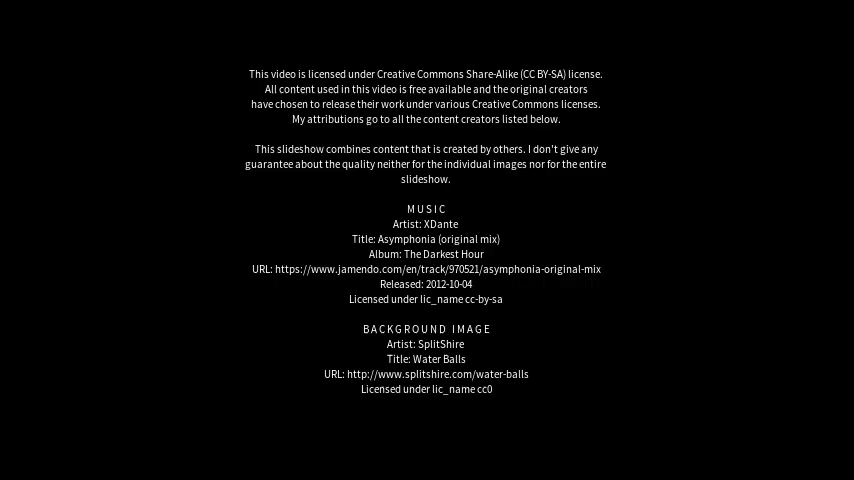 This video is licensed under Creative Commons Share-Alike (CC BY-SA) license.
All content used in this video is free available and the original creators
have chosen to release their work under various Creative Commons licenses.
My attributions go to all the content creators listed below.
This slideshow combines content that is created by others. I don't give any
guarantee about the quality neither for the individual images nor for the entire
slideshow.
MUSIC
Artist: XDante
Title: Asymphonia (original mix)
Album: The Darkest Hour
URL: https://www.jamendo.com/en/track/970521/asymphonia-original-mix
Released: 2012-10-04
Licensed under lic_name cc-by-sa
BACKGROUND IMAGE
Artist: SplitShire
Title: Water Balls
URL: http://www.splitshire.com/water-balls
Licensed under lic_name cc0